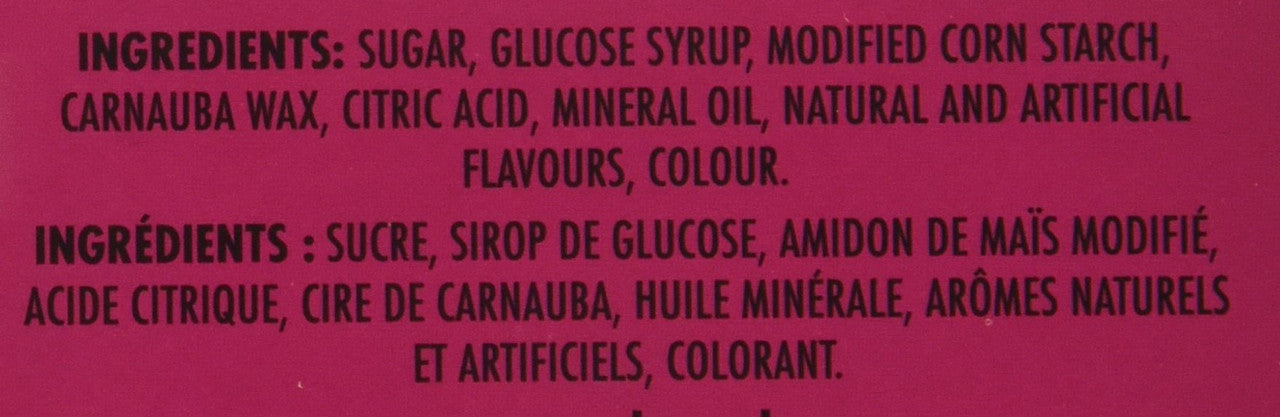 INGREDIENTS: SUGAR, GLUCOSE SYRUP, MODIFIED CORN STARCH,
CARNAUBA WAX, CITRIC ACID, MINERAL OIL, NATURAL AND ARTIFICIAL
FLAVOURS, COLOUR.
INGRÉDIENTS : SUCRE, SIROP DE GLUCOSE, AMIDON DE MAÏS MODIFIÉ,
ACIDE CITRIQUE, CIRE DE CARNAUBA, HUILE MINÉRALE, ARÔMES NATURELS
ET ARTIFICIELS, COLORANT.